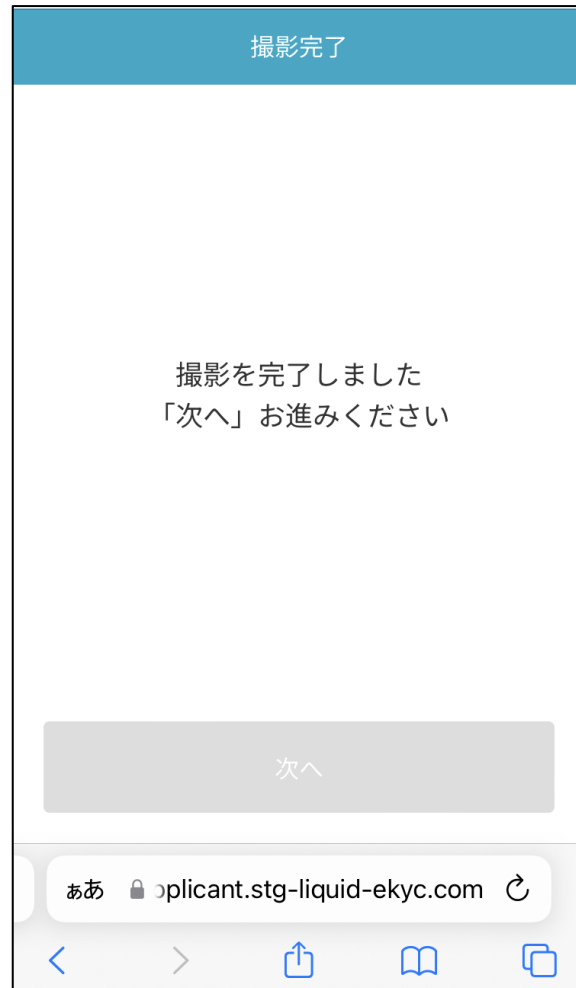 撮影完了
撮影を完了しました
「次へ」お進みください
次へ
ぁあ pplicant.stg-liquid-ekyc.com